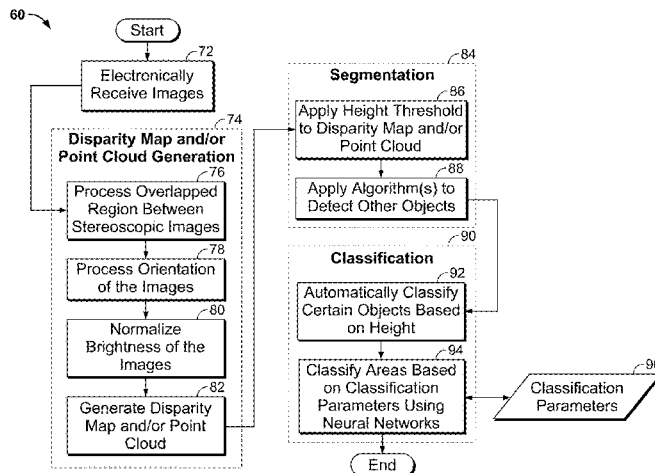 60
Start
72
Electronically
Receive Images
74
Disparity Map and/or
Point Cloud Generation
76
Process Overlapped
Region Between
Stereoscopic Images
78
Process Orientation
of the Images
80
Normalize
Brightness of the
Images
82
Generate Disparity
Map and/or Point
Cloud
84
Segmentation
86
Apply Height Threshold
to Disparity Map and/or
Point Cloud
88
Apply Algorithm(s) to
Detect Other Objects
90
Classification
92
Automatically Classify
Certain Objects Based
on Height
94
Classify Areas Based
on Classification
Parameters Using
Neural Networks
Classification
Parameters
End